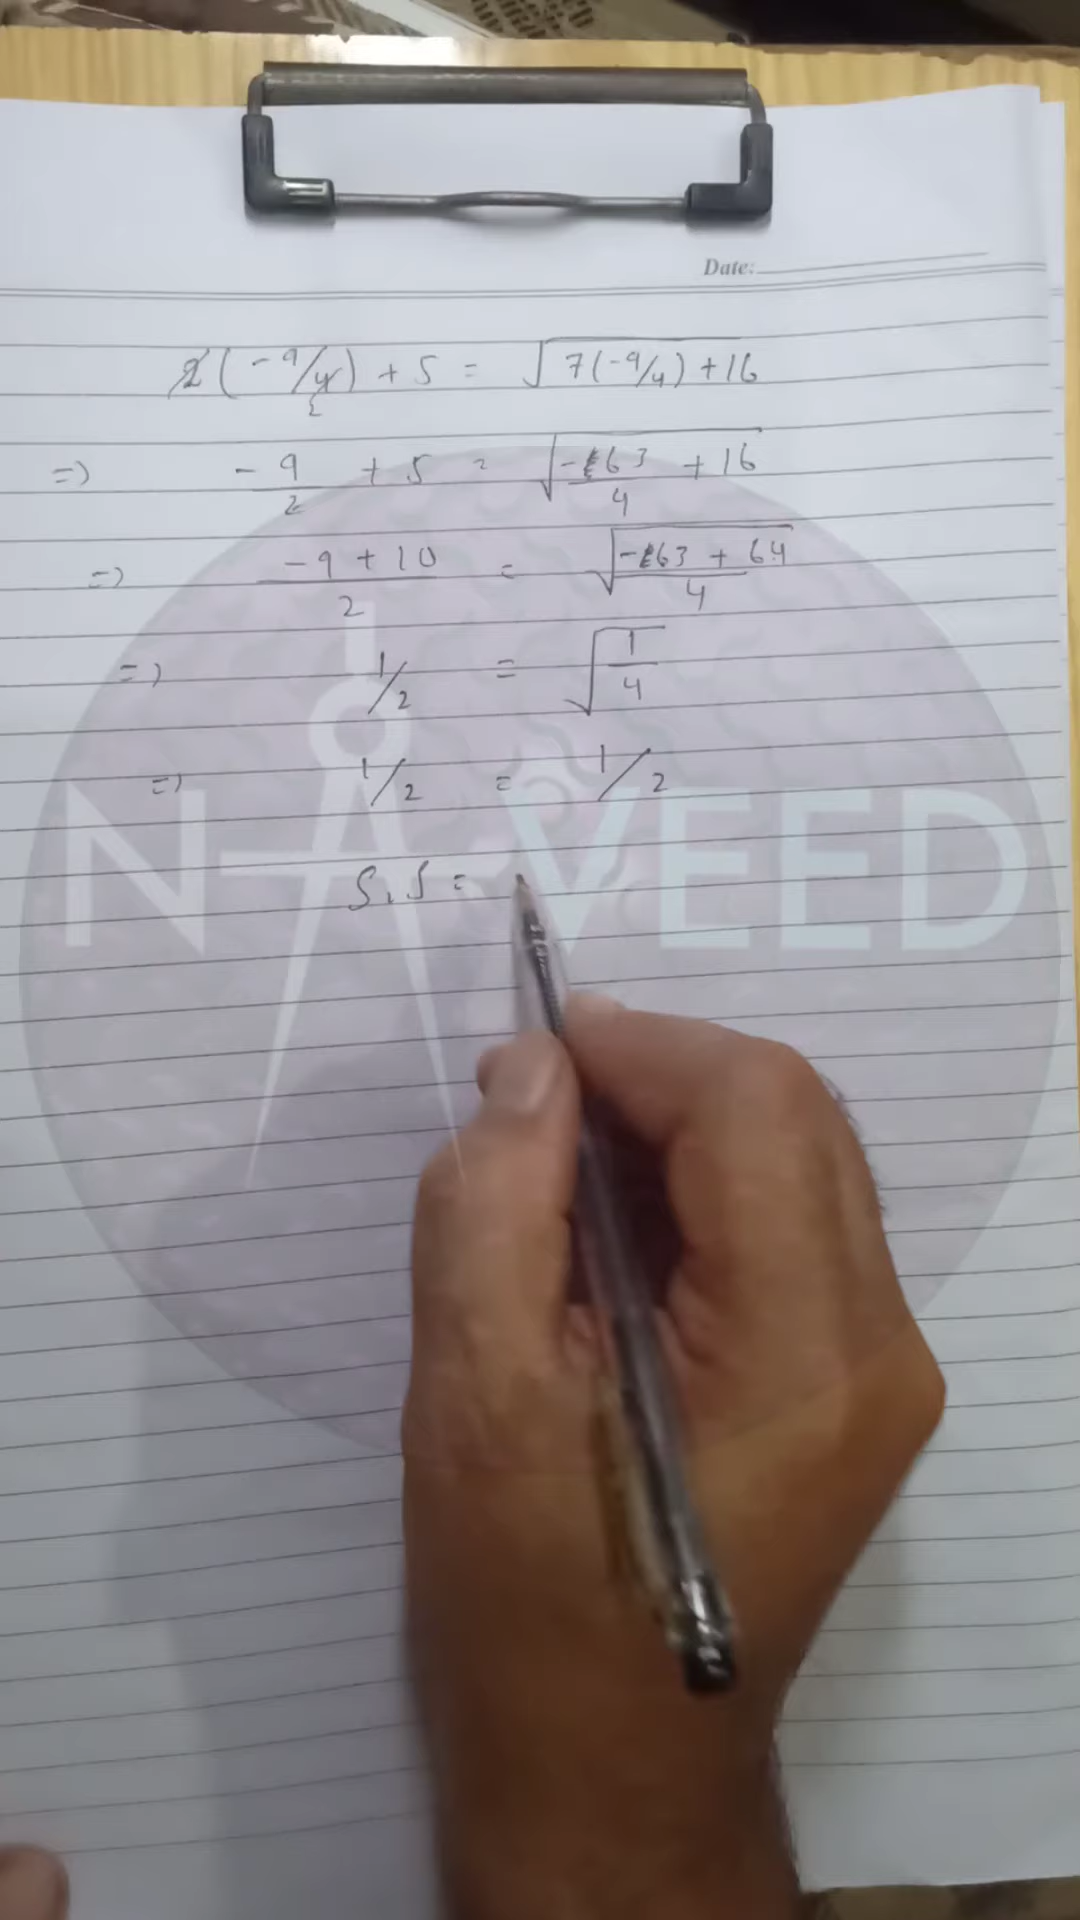 Date:
2(-9/4) + 5 = √(7(-9/4) + 16)
2
=) -9/2 + 5 = √(-63/4 + 16)
=) (-9 + 10)/2 = √((-63 + 64)/4)
=) 1/2 = √(1/4)
=) 1/2 = 1/2
NAVEED
S.S =